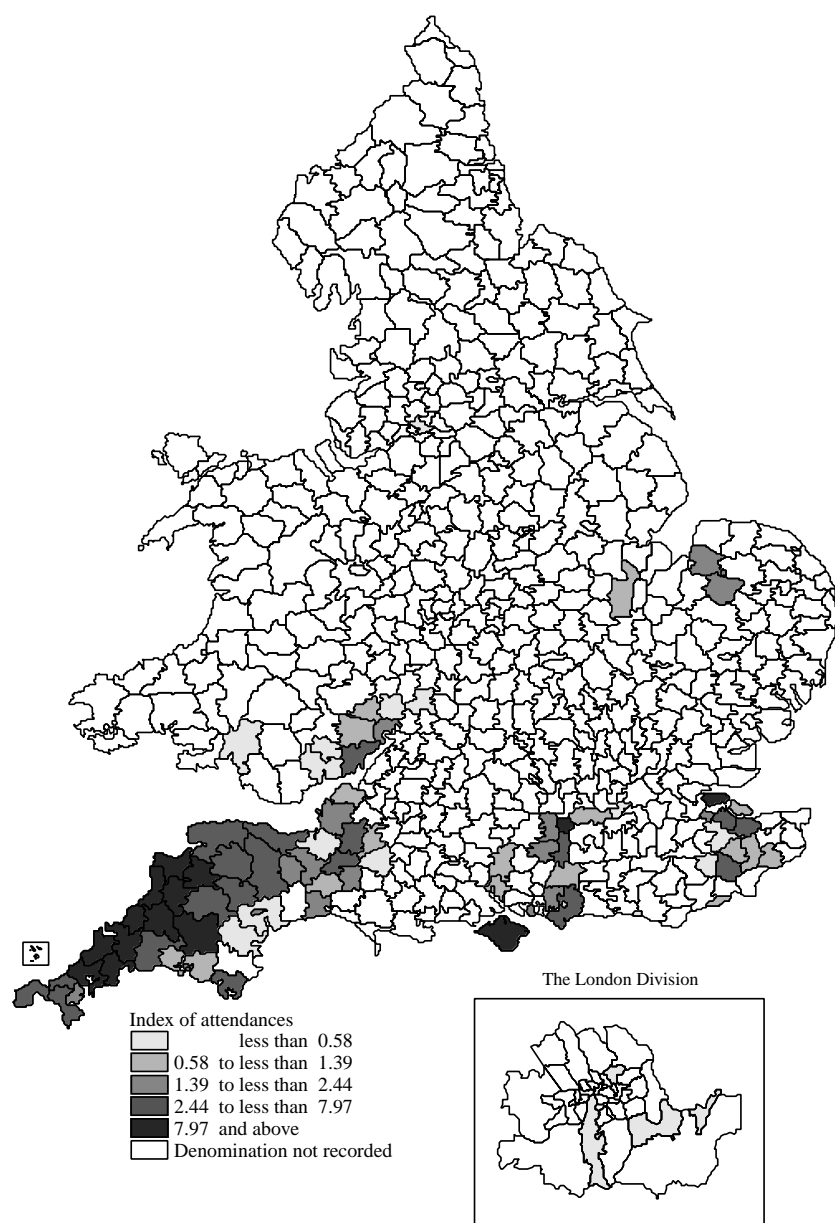 The London Division
Index of attendances
less than 0.58
0.58 to less than 1.39
1.39 to less than 2.44
2.44 to less than 7.97
7.97 and above
Denomination not recorded